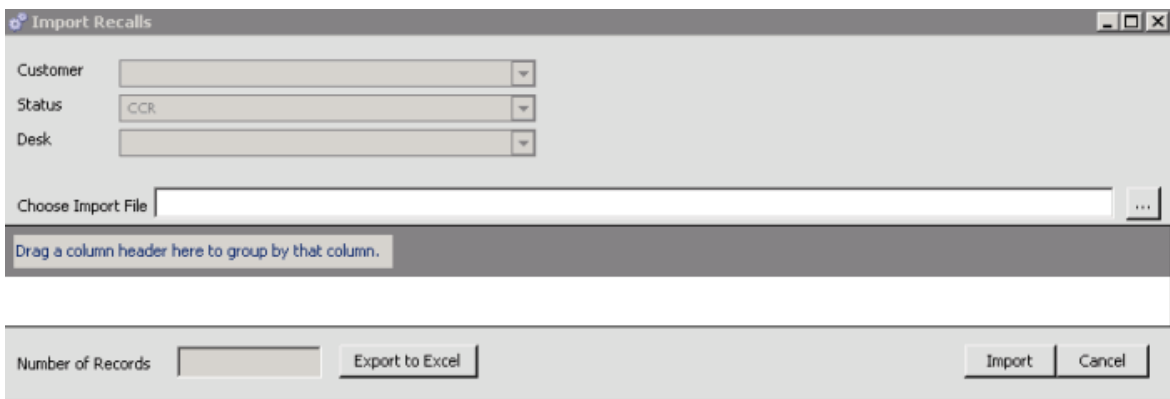 Import Recalls
Customer
Status CCR
Desk
Choose Import File ...
Drag a column header here to group by that column.
Number of Records Export to Excel Import Cancel